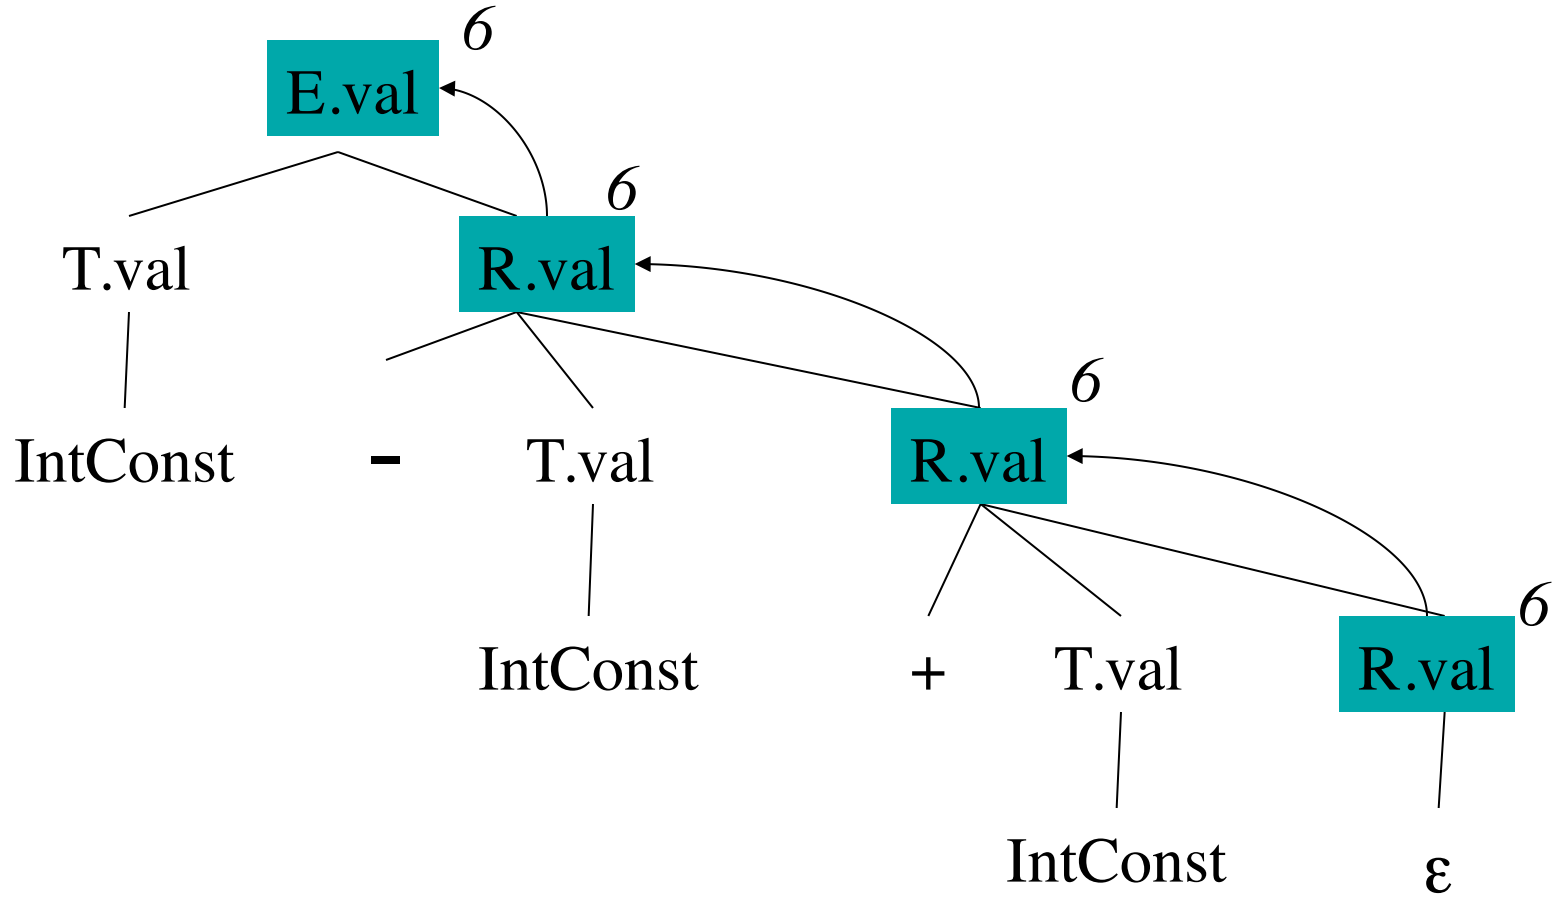 6
E.val
6
T.val R.val
6
IntConst - T.val R.val
6
IntConst + T.val R.val
IntConst ε